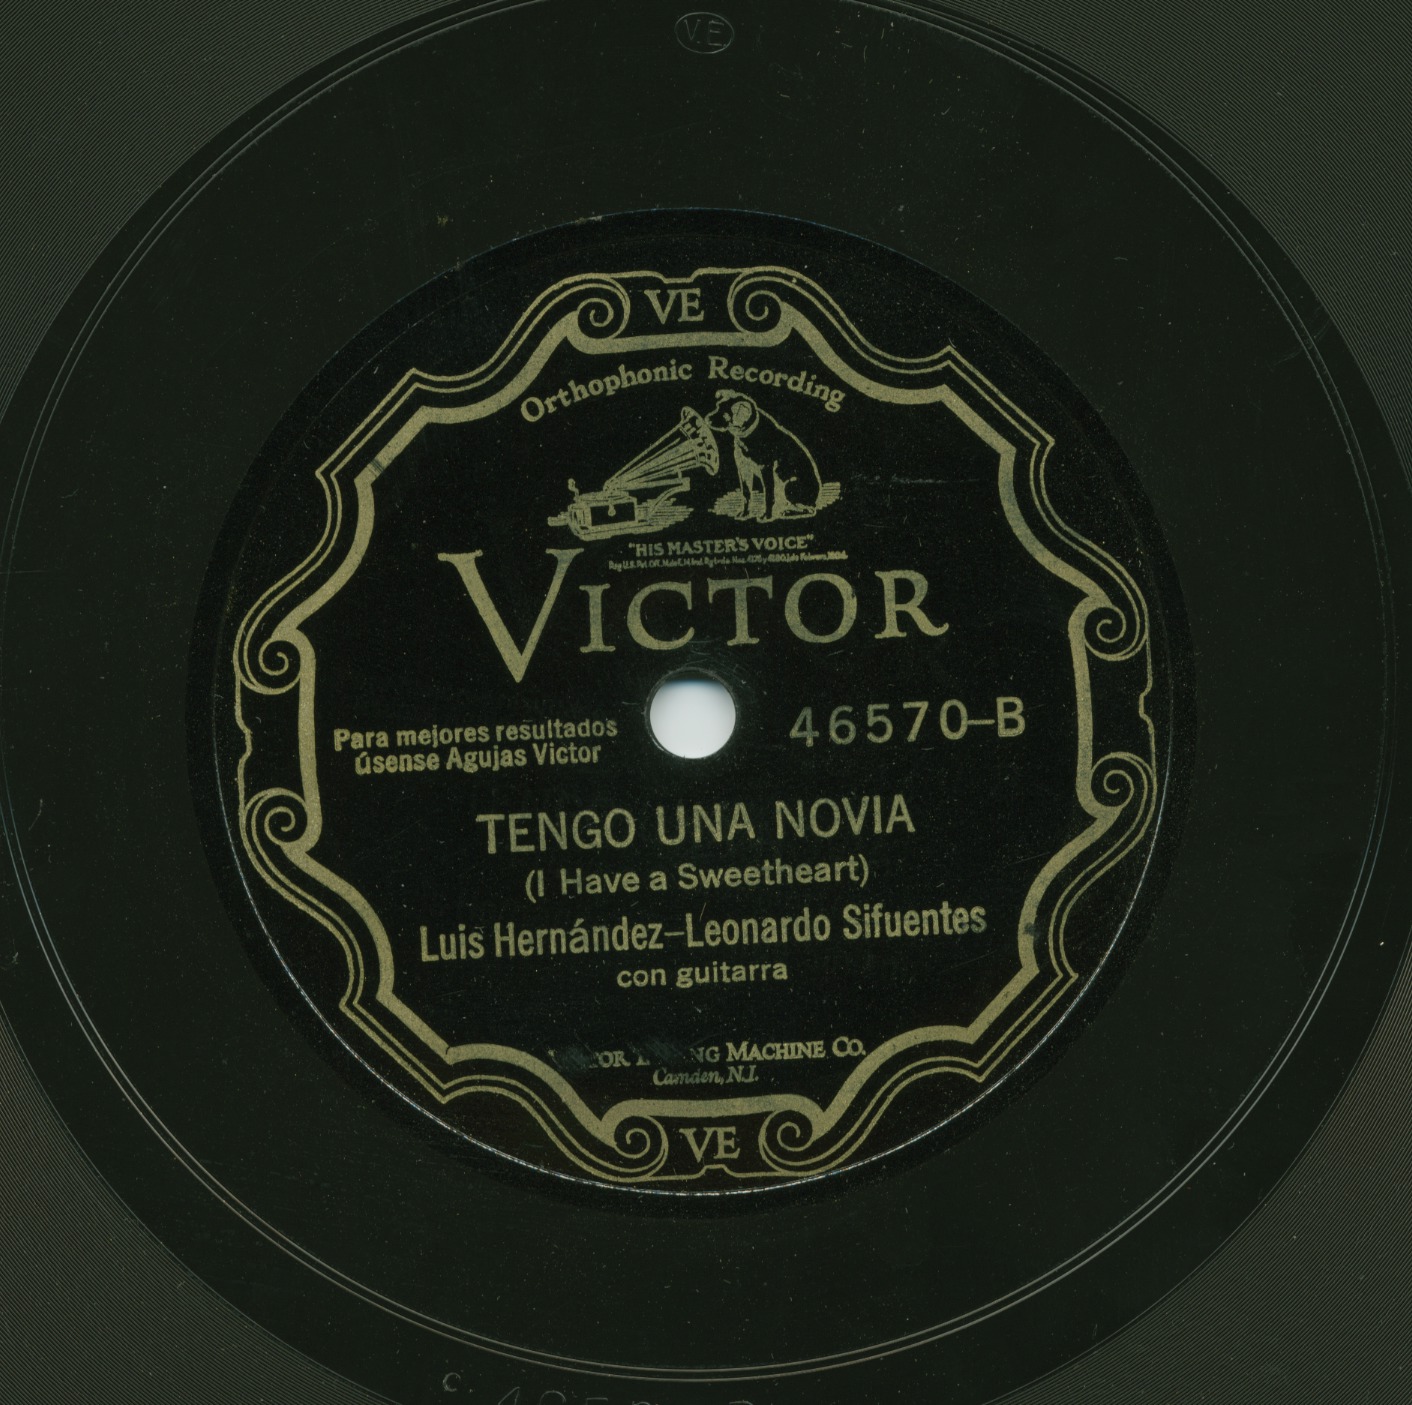 VE
VE
Orthophonic Recording
"HIS MASTER'S VOICE"
VICTOR
Para mejores resultados
úsense Agujas Victor
46570-B
TENGO UNA NOVIA
(I Have a Sweetheart)
Luis Hernández-Leonardo Sifuentes
con guitarra
MACHINE CO.
Camden, N.J.
VE